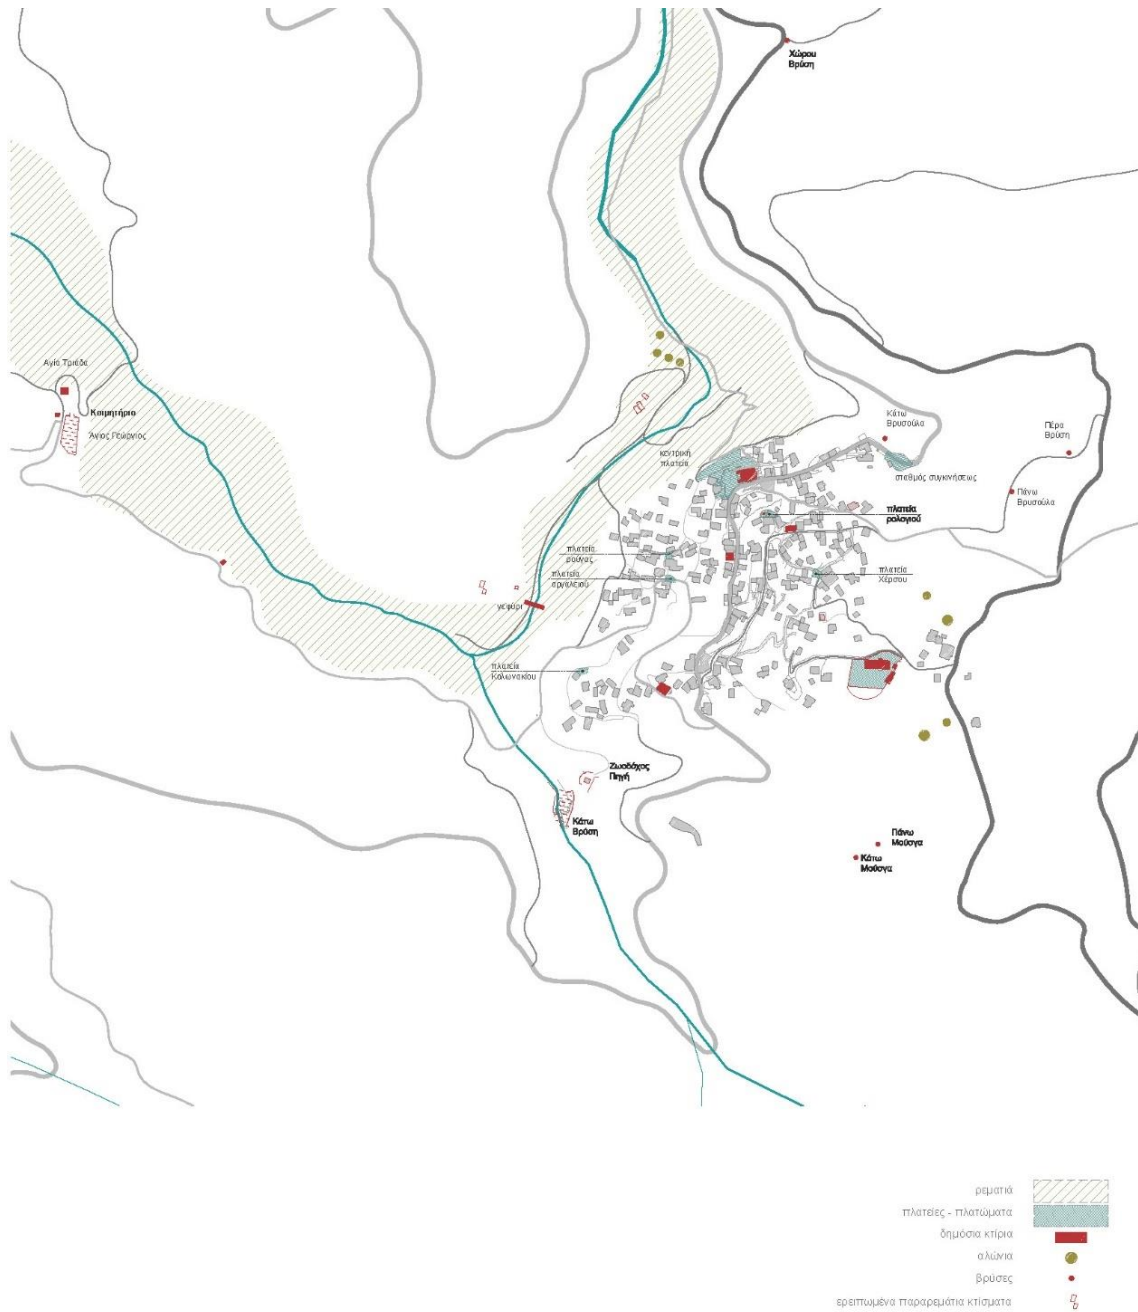 Χώρου
Βρύση
Αγία Τριάδα
Κοιμητήριο
Άγιος Γεώργιος
Κάτω
Βρυσούλα
Πέρα
Βρύση
κεντρική
πλατεία
σταθμός συγκινήσεως
Πάνω
Βρυσούλα
πλατεία
ρολογιού
πλατεία
ρούγας
πλατεία
αργαλειού
πλατεία
Χέρσου
γεφύρι
πλατεία
Κολωνακίου
Ζωοδόχος
Πηγή
Κάτω
Βρύση
Πάνω
Μούσγα
Κάτω
Μούσγα
ρεματιά
πλατείες - πλατώματα
δημόσια κτίρια
αλώνια
βρύσες
ερειπωμένα παραρεμάτια κτίσματα